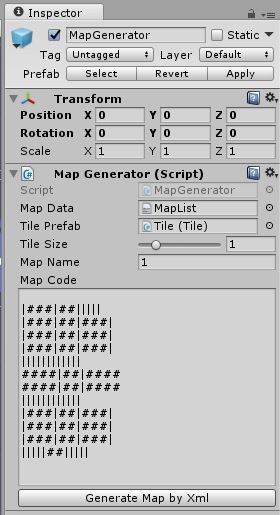 Inspector
MapGenerator Static
Tag Untagged Layer Default
Prefab Select Revert Apply
Transform
Position X 0 Y 0 Z 0
Rotation X 0 Y 0 Z 0
Scale X 1 Y 1 Z 1
Map Generator (Script)
Script MapGenerator
Map Data MapList
Tile Prefab Tile (Tile)
Tile Size 1
Map Name 1
Map Code
|###|##|||||
|###|##|###|
|###|##|###|
|###|##|###|
||||||||||||
####|##|####
####|##|####
||||||||||||
|###|##|###|
|###|##|###|
|###|##|###|
|||||##|||||
Generate Map by Xml